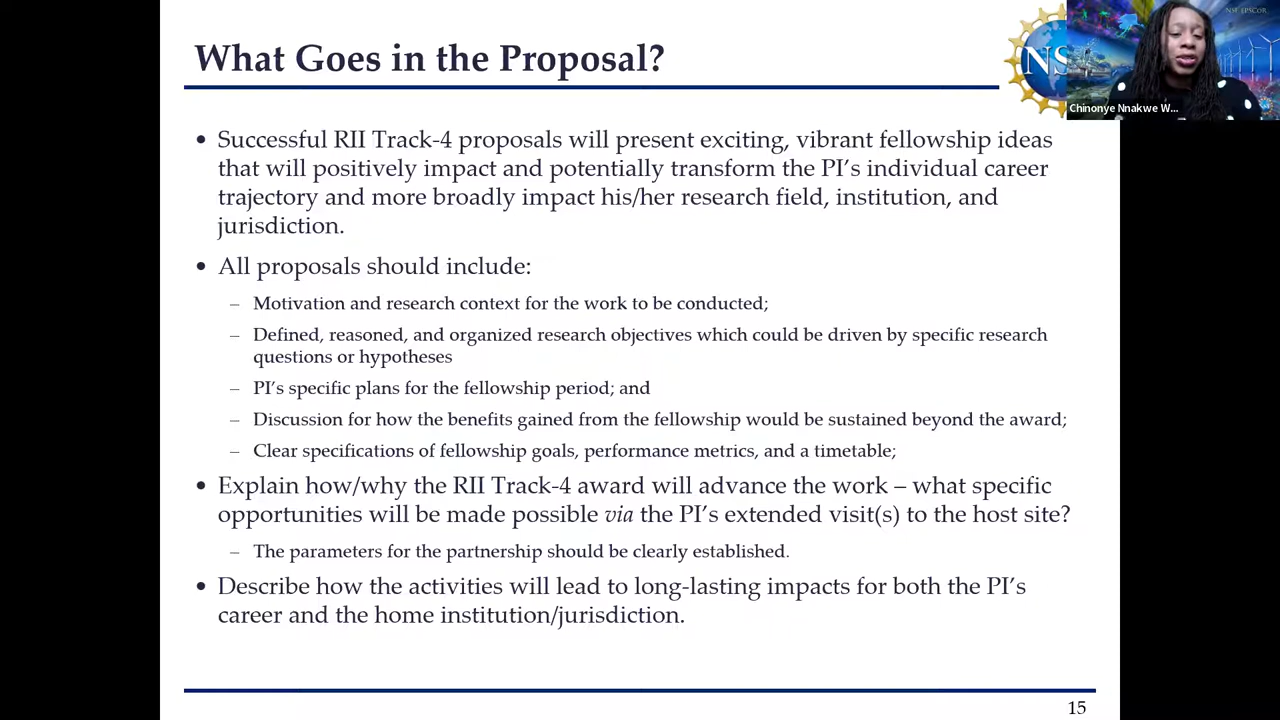 What Goes in the Proposal?
NS
NSF EPSCOR
Chinonye Nnakwe W...
• Successful RII Track-4 proposals will present exciting, vibrant fellowship ideas
that will positively impact and potentially transform the PI's individual career
trajectory and more broadly impact his/her research field, institution, and
jurisdiction.
• All proposals should include:
– Motivation and research context for the work to be conducted;
– Defined, reasoned, and organized research objectives which could be driven by specific research
questions or hypotheses
– PI's specific plans for the fellowship period; and
– Discussion for how the benefits gained from the fellowship would be sustained beyond the award;
– Clear specifications of fellowship goals, performance metrics, and a timetable;
• Explain how/why the RII Track-4 award will advance the work – what specific
opportunities will be made possible via the PI's extended visit(s) to the host site?
– The parameters for the partnership should be clearly established.
• Describe how the activities will lead to long-lasting impacts for both the PI's
career and the home institution/jurisdiction.
15